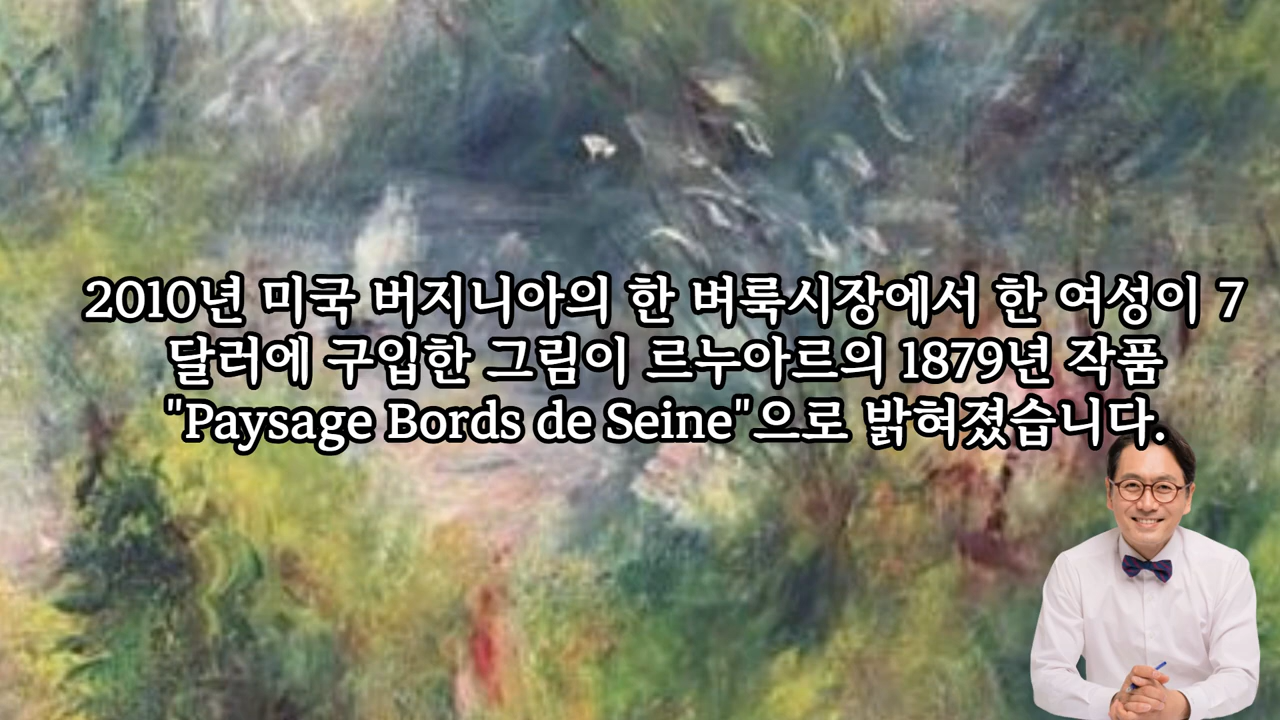 2010년 미국 버지니아의 한 벼룩시장에서 한 여성이 7
달러에 구입한 그림이 르누아르의 1879년 작품
"Paysage Bords de Seine"으로 밝혀졌습니다.